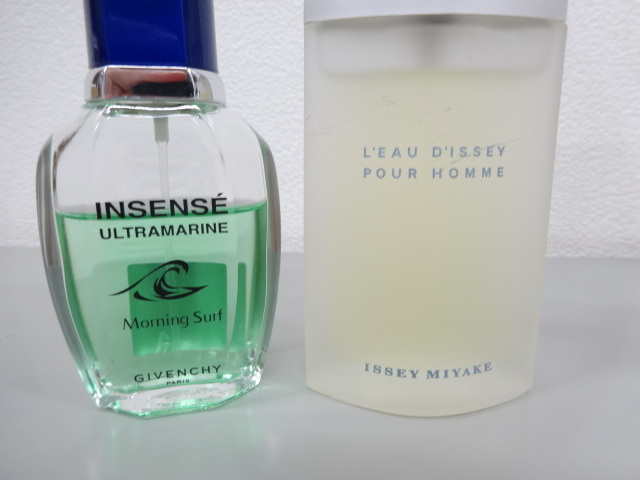 INSENSÉ
ULTRAMARINE
Morning Surf
GIVENCHY
PARIS
L'EAU D'ISSEY
POUR HOMME
ISSEY MIYAKE